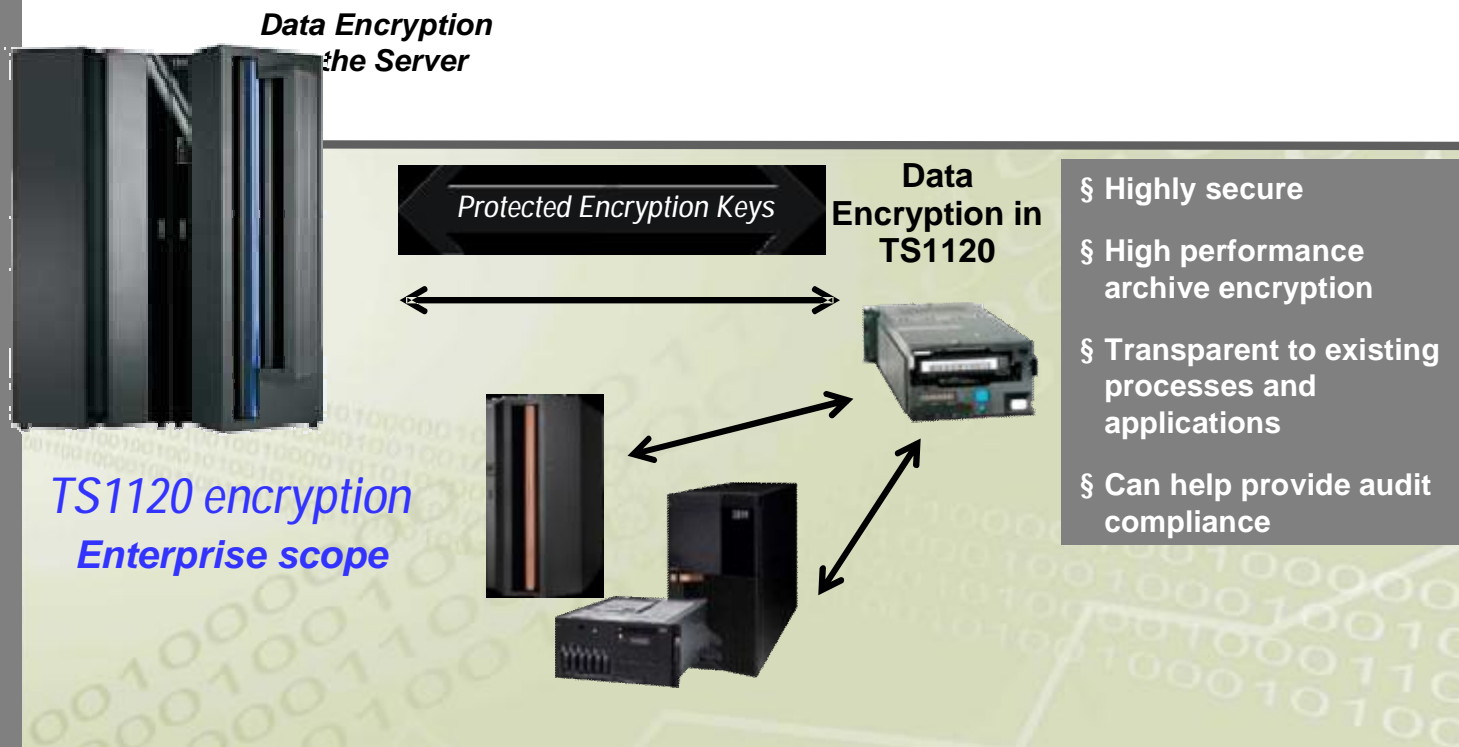 Data Encryption
the Server
Protected Encryption Keys
Data
Encryption in
TS1120
§ Highly secure
§ High performance
archive encryption
§ Transparent to existing
processes and
applications
§ Can help provide audit
compliance
TS1120 encryption
Enterprise scope
IBM